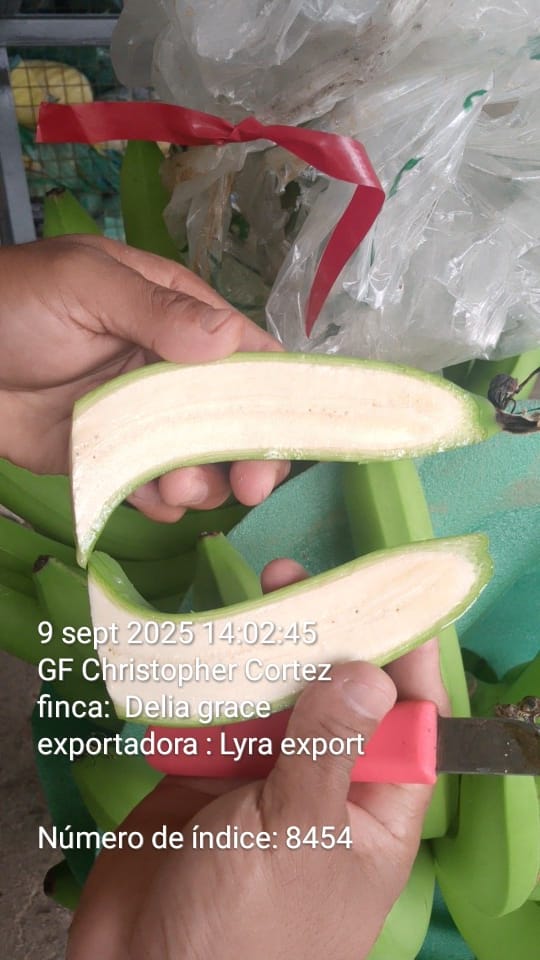 9 sept 2025 14:02:45
GF Christopher Cortez
finca:  Delia grace
exportadora : Lyra export
Número de índice: 8454